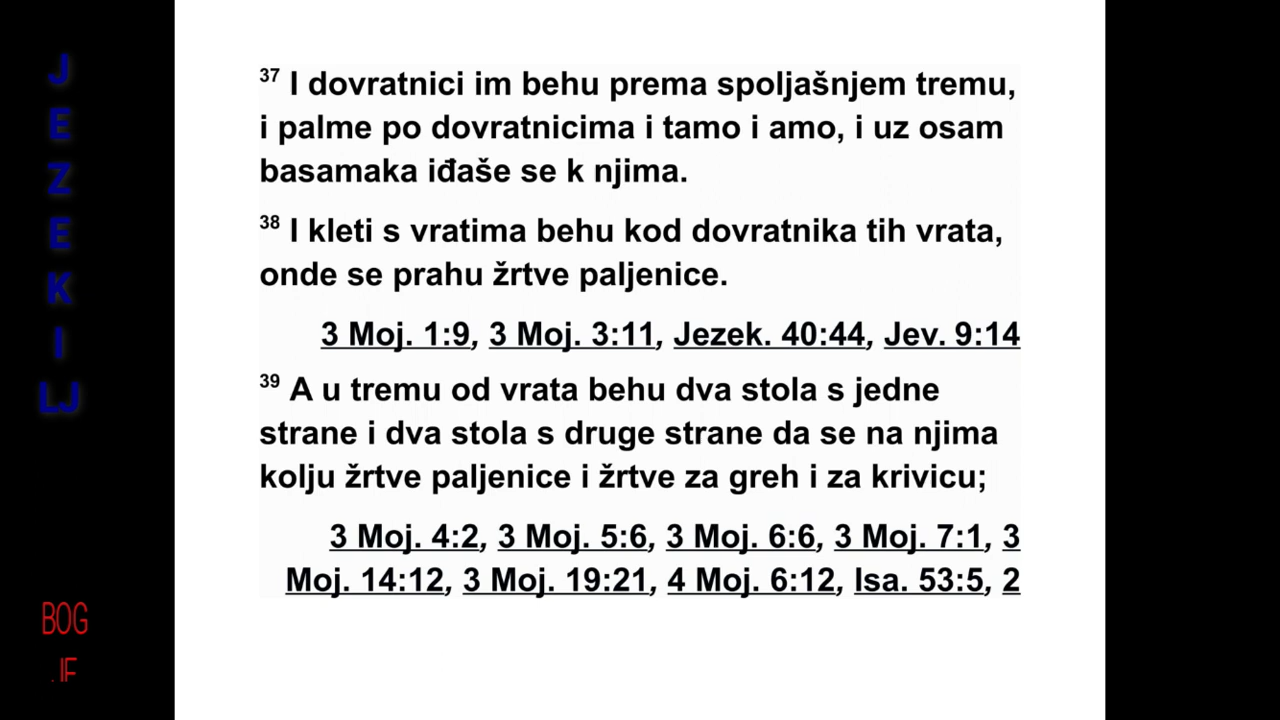 J
E
Z
E
K
I
LJ
BOG
JE
37 I dovratnici im behu prema spoljašnjem tremu,
i palme po dovratnicima i tamo i amo, i uz osam
basamaka iđaše se k njima.
38 I kleti s vratima behu kod dovratnika tih vrata,
onde se prahu žrtve paljenice.
3 Moj. 1:9, 3 Moj. 3:11, Jezek. 40:44, Jev. 9:14
39 A u tremu od vrata behu dva stola s jedne
strane i dva stola s druge strane da se na njima
kolju žrtve paljenice i žrtve za greh i za krivicu;
3 Moj. 4:2, 3 Moj. 5:6, 3 Moj. 6:6, 3 Moj. 7:1, 3
Moj. 14:12, 3 Moj. 19:21, 4 Moj. 6:12, Isa. 53:5, 2